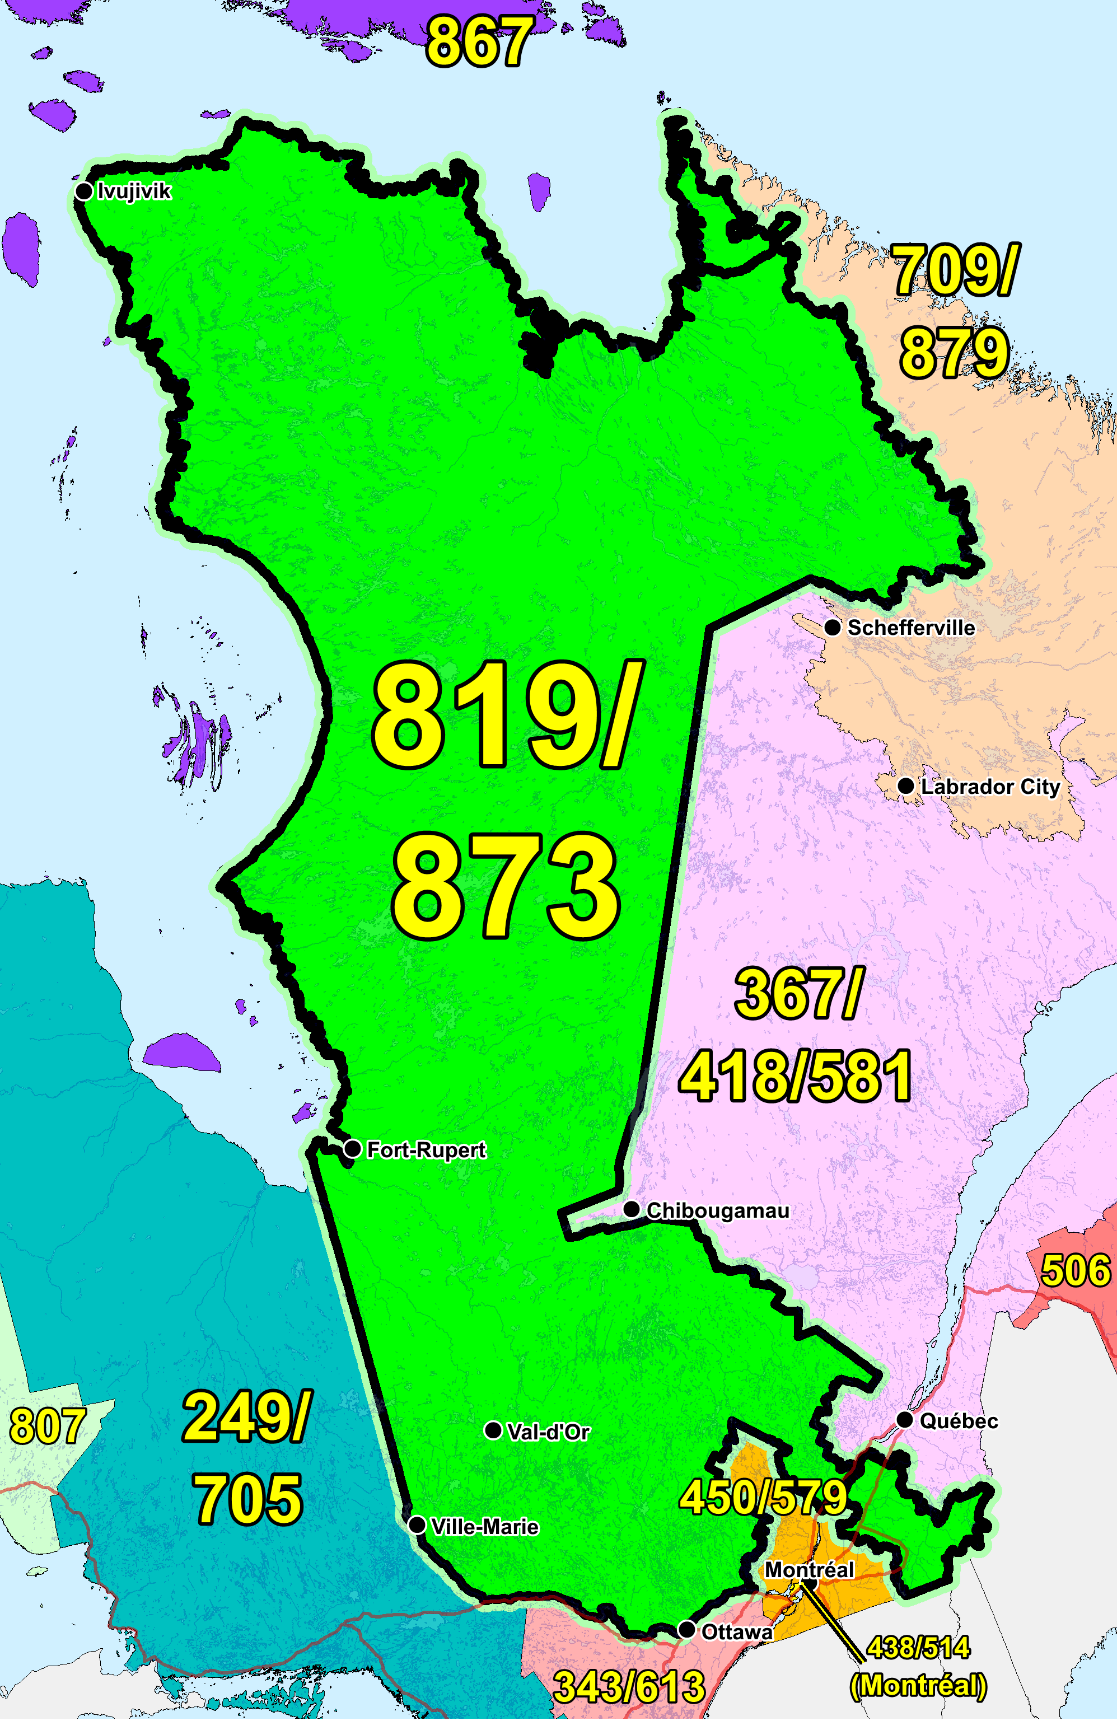 867
Ivujivik
709/
879
Schefferville
819/
873
Labrador City
367/
418/581
Fort-Rupert
Chibougamau
506
249/
705
807
Québec
Val-d'Or
450/579
Ville-Marie
Montréal
Ottawa
438/514
(Montréal)
343/613